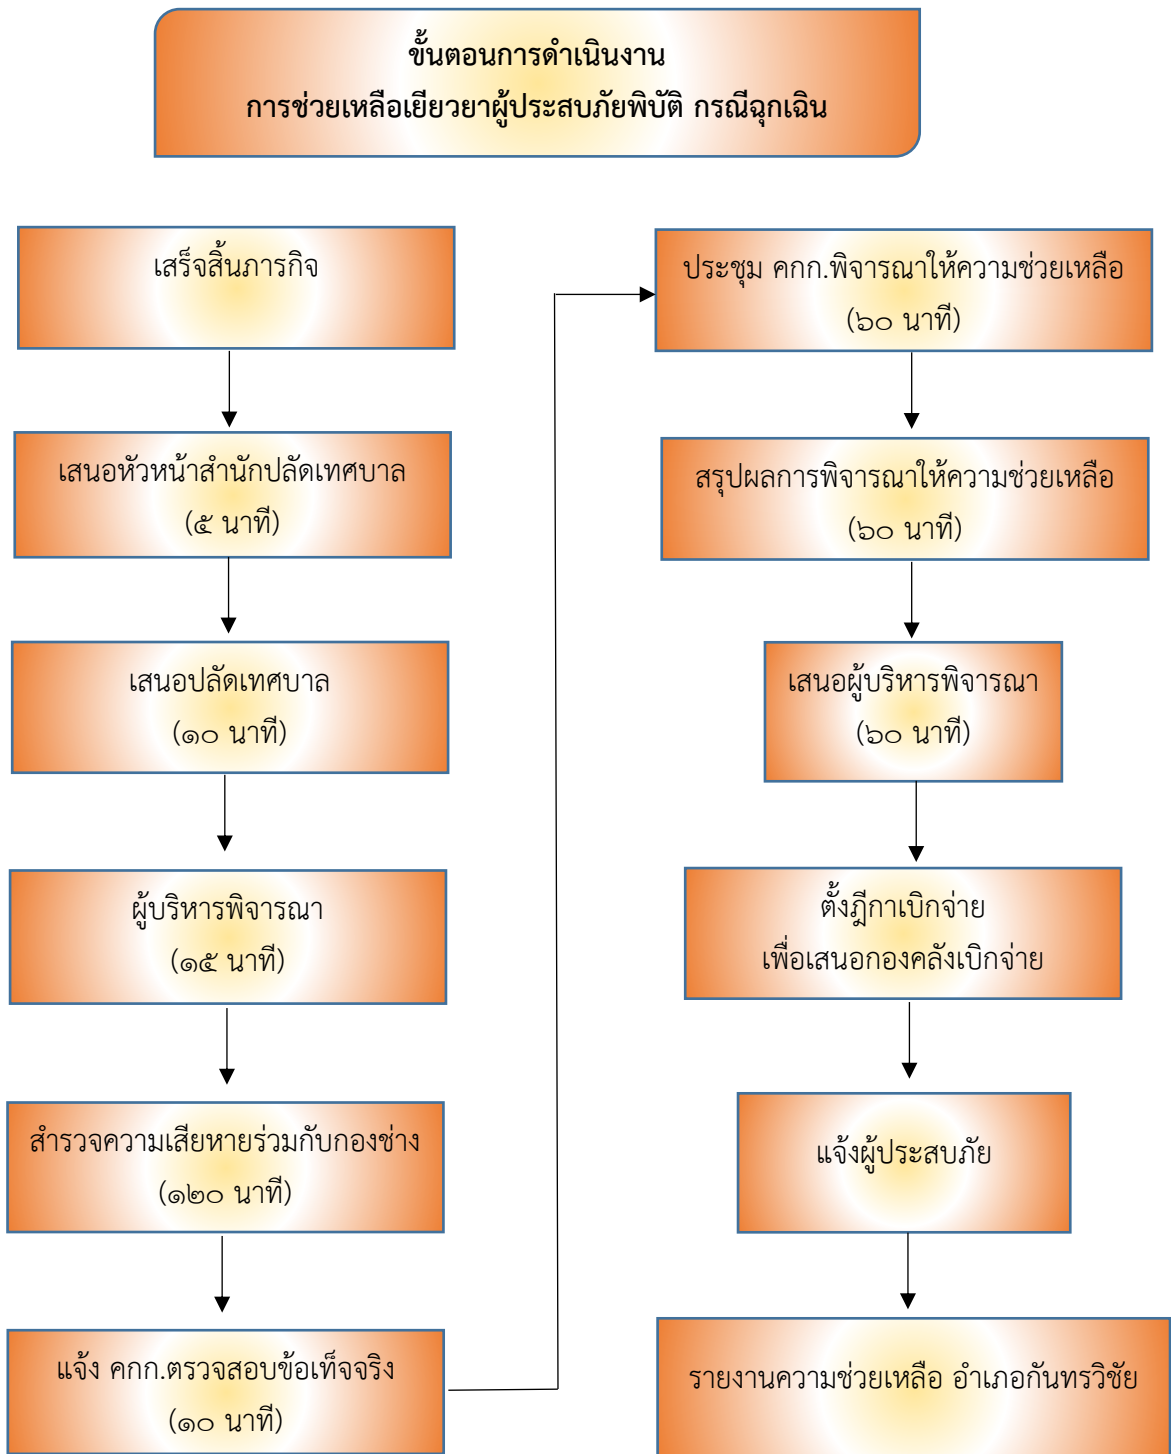 ขั้นตอนการดำเนินงาน
การช่วยเหลือเยียวยาผู้ประสบภัยพิบัติ กรณีฉุกเฉิน
เสร็จสิ้นภารกิจ
เสนอหัวหน้าสำนักปลัดเทศบาล
(๕ นาที)
เสนอปลัดเทศบาล
(๑๐ นาที)
ผู้บริหารพิจารณา
(๑๕ นาที)
สำรวจความเสียหายร่วมกับกองช่าง
(๑๒๐ นาที)
แจ้ง คกก.ตรวจสอบข้อเท็จจริง
(๑๐ นาที)
ประชุม คกก.พิจารณาให้ความช่วยเหลือ
(๖๐ นาที)
สรุปผลการพิจารณาให้ความช่วยเหลือ
(๖๐ นาที)
เสนอผู้บริหารพิจารณา
(๖๐ นาที)
ตั้งฎีกาเบิกจ่าย
เพื่อเสนอกองคลังเบิกจ่าย
แจ้งผู้ประสบภัย
รายงานความช่วยเหลือ อำเภอกันทรวิชัย